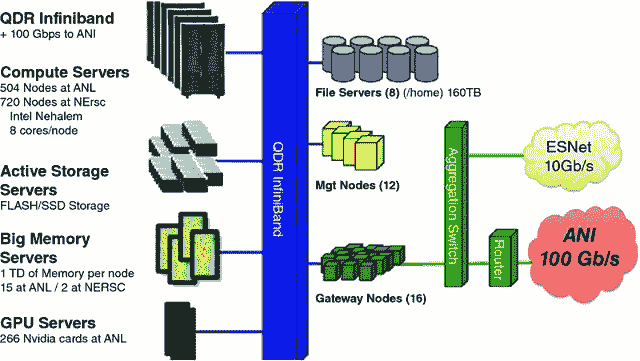 QDR Infiniband
+ 100 Gbps to ANI
Compute Servers
504 Nodes at ANL
720 Nodes at NErsc
Intel Nehalem
8 cores/node
Active Storage
Servers
FLASH/SSD Storage
Big Memory
Servers
1 TD of Memory per node
15 at ANL / 2 at NERSC
GPU Servers
266 Nvidia cards at ANL
QDR InfiniBand
File Servers (8) (/home) 160TB
Mgt Nodes (12)
Gateway Nodes (16)
Aggregation Switch
Router
ESNet
10Gb/s
ANI
100 Gb/s